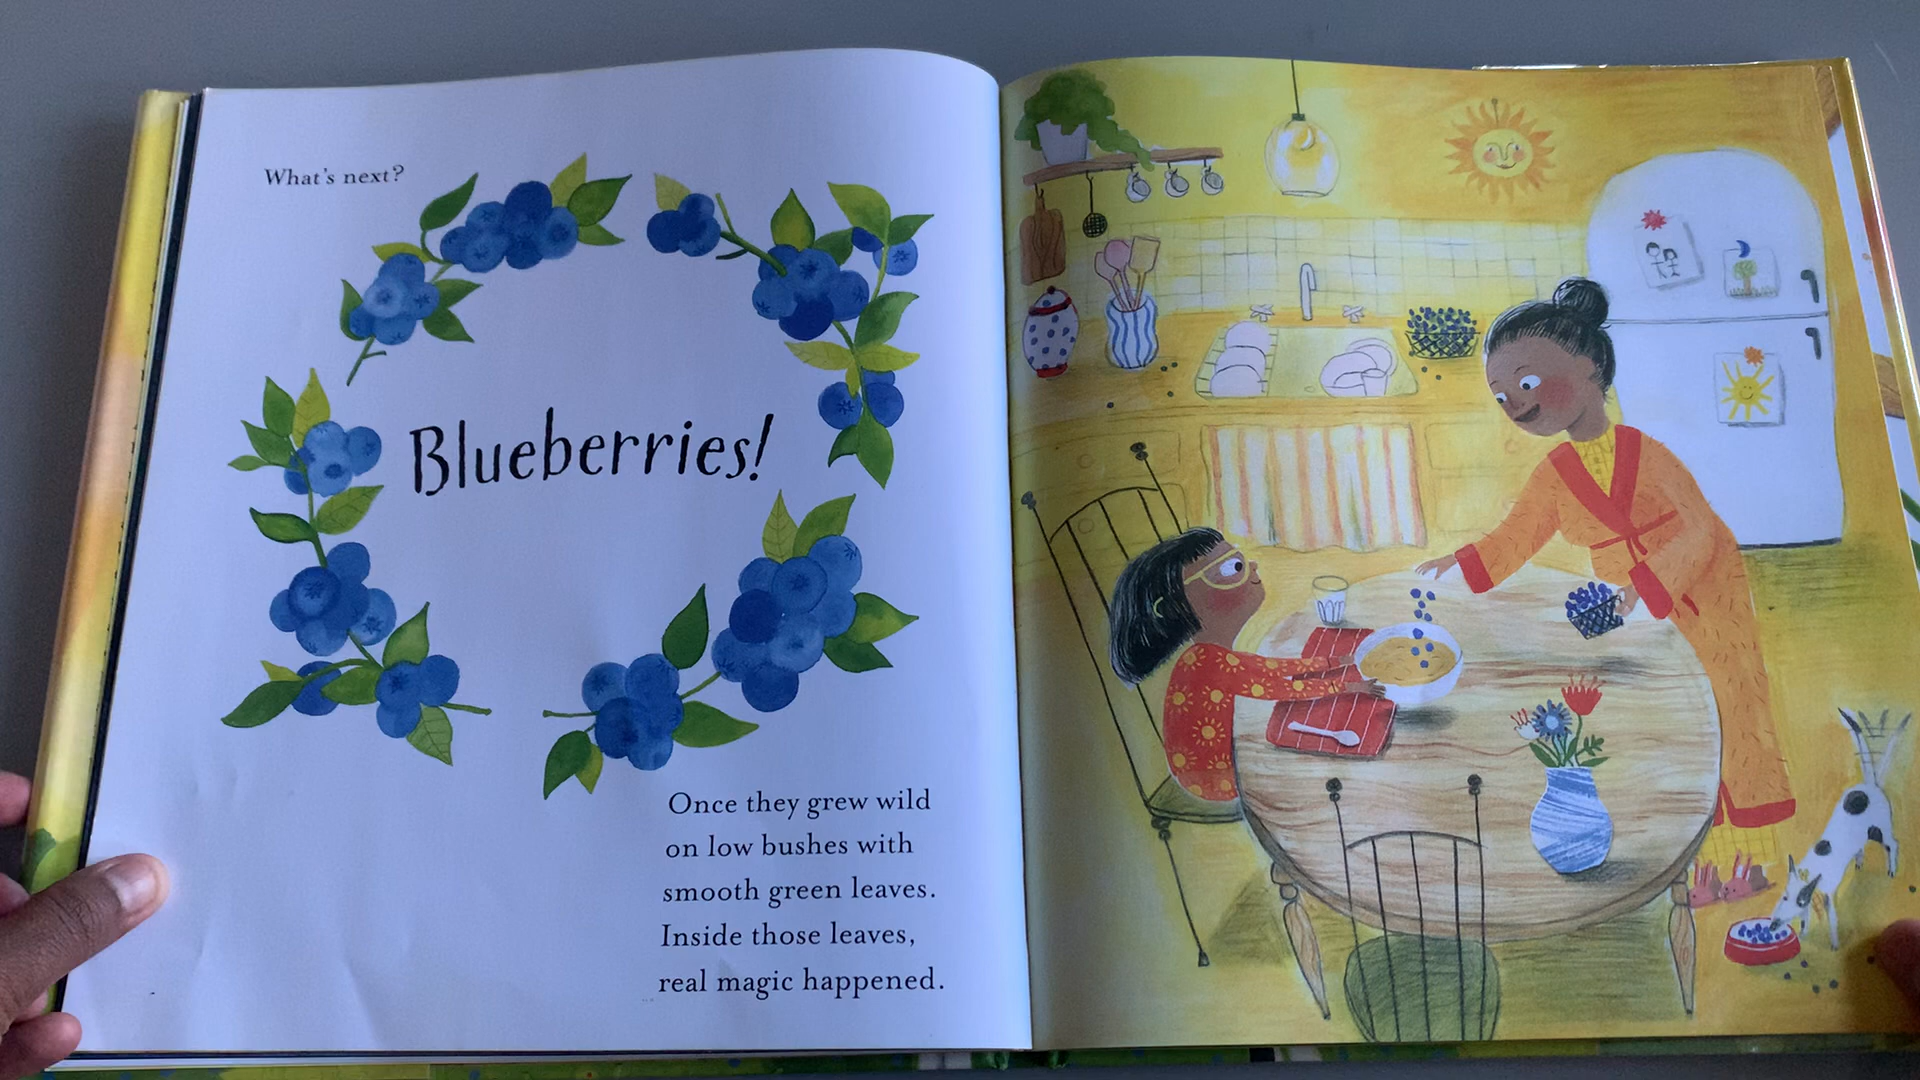 What's next?
Blueberries!
Once they grew wild
on low bushes with
smooth green leaves.
Inside those leaves,
real magic happened.